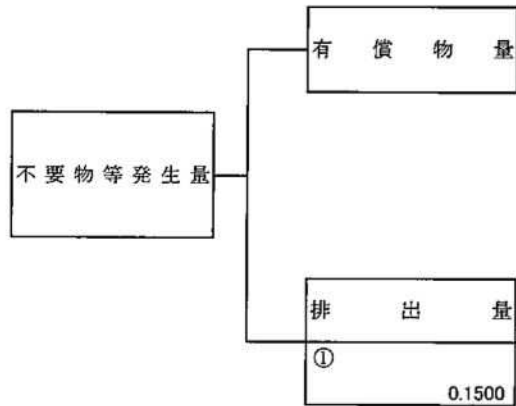 有償物量
不要物等発生量
排出量
①
0.1500